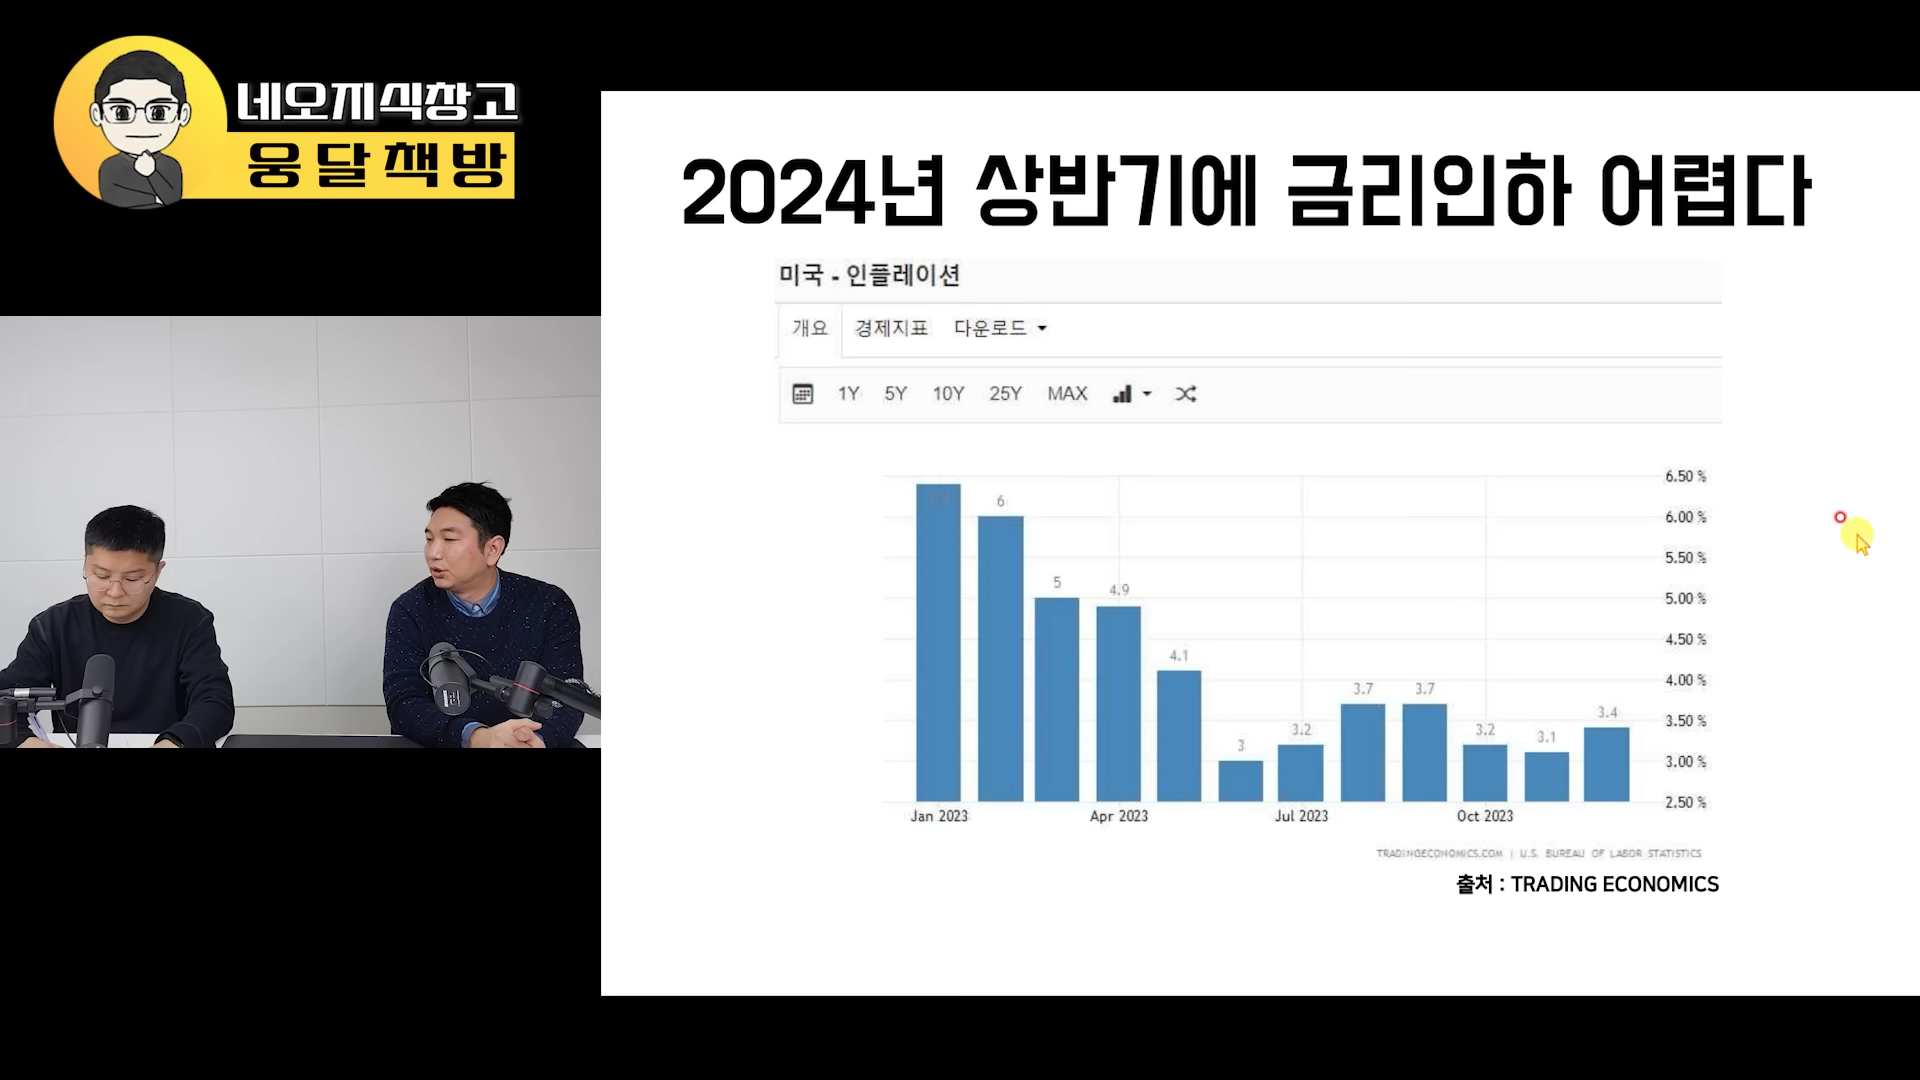 네오지식창고
웅달책방
2024년 상반기에 금리인하 어렵다
미국 - 인플레이션
개요 경제지표 다운로드
1Y 5Y 10Y 25Y MAX
6.50 %
6
6.00 %
5.50 %
5
4.9
5.00 %
4.50 %
4.1
4.00 %
3.7
3.7
3.4
3.50 %
3.2
3.2
3.1
3
3.00 %
2.50 %
Jan 2023 Apr 2023 Jul 2023 Oct 2023
TRADINGECONOMICS.COM | U.S. BUREAU OF LABOR STATISTICS
출처 : TRADING ECONOMICS